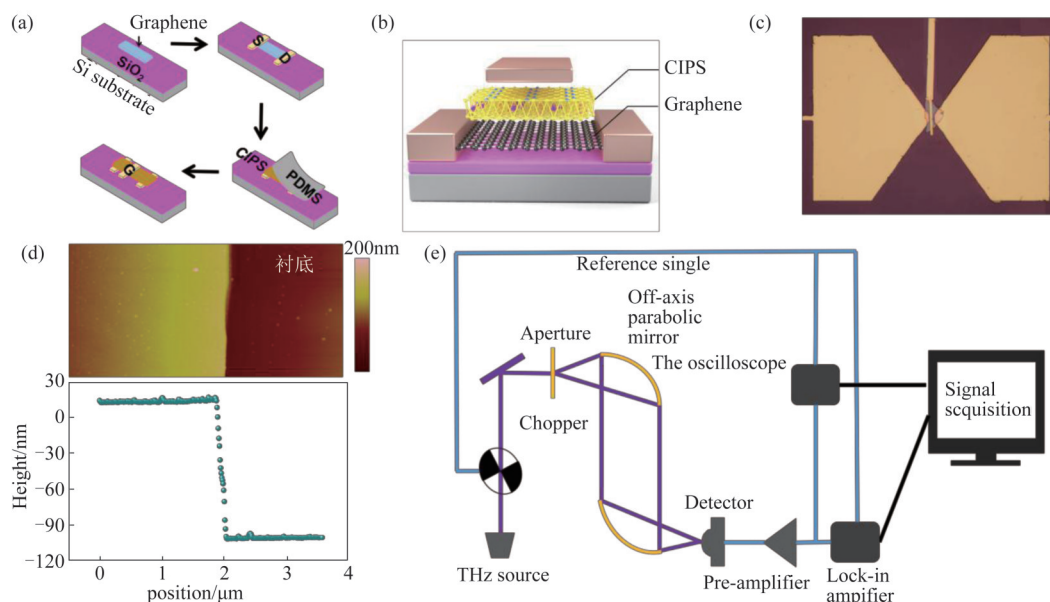 (a)
Graphene
SiO2
Si substrate
S
D
CIPS
PDMS
G
(b)
CIPS
Graphene
(c)
(d)
200nm
衬底
30
0
−30
−60
−90
−120
Height/nm
0
1
2
3
4
position/μm
(e)
Reference single
Off-axis
parabolic
mirror
Aperture
The oscilloscope
Chopper
Signal
scquisition
Detector
THz source
Pre-amplifier
Lock-in
ampifier